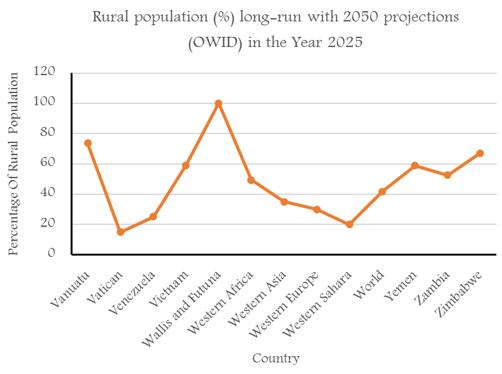 Rural population (%) long-run with 2050 projections
(OWID) in the Year 2025
Percentage Of Rural Population
120
100
80
60
40
20
0
Vanuatu
Vatican
Venezuela
Vietnam
Wallis and Futuna
Western Africa
Western Asia
Western Europe
Western Sahara
World
Yemen
Zambia
Zimbabwe
Country